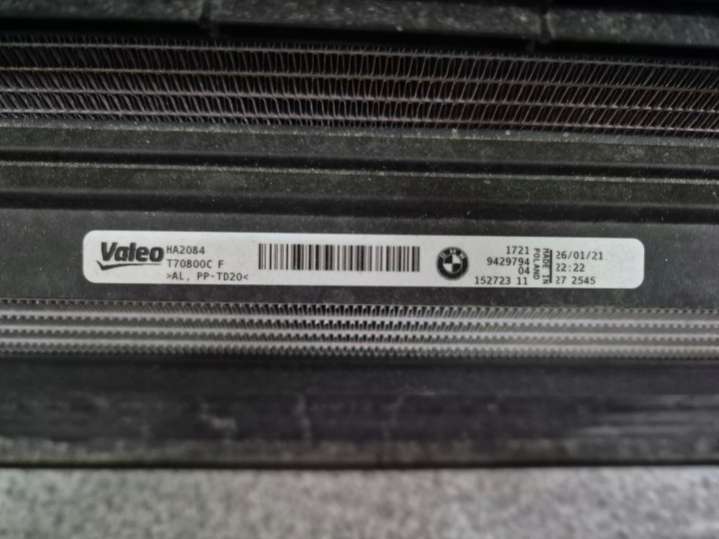 Valeo
HA2084
T70800C F
>AL, PP-TD20<
BMW
1721
9429794
04
152723 11
MADE IN
POLAND
26/01/21
22:22
27 2545